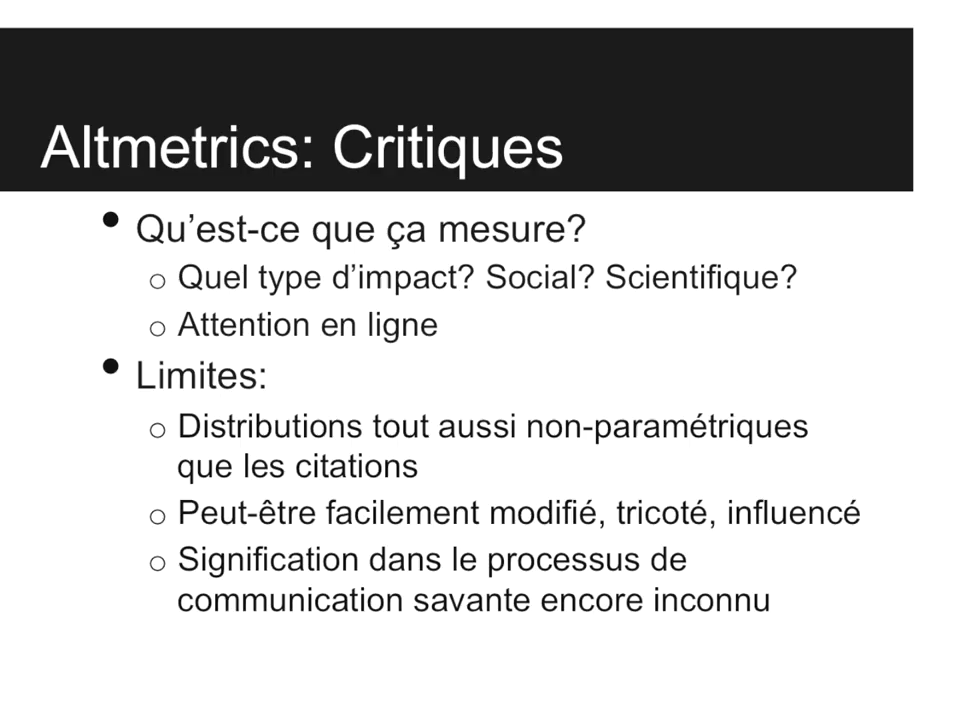 Altmetrics: Critiques
• Qu’est-ce que ça mesure?
o Quel type d’impact? Social? Scientifique?
o Attention en ligne
• Limites:
o Distributions tout aussi non-paramétriques
que les citations
o Peut-être facilement modifié, tricoté, influencé
o Signification dans le processus de
communication savante encore inconnu